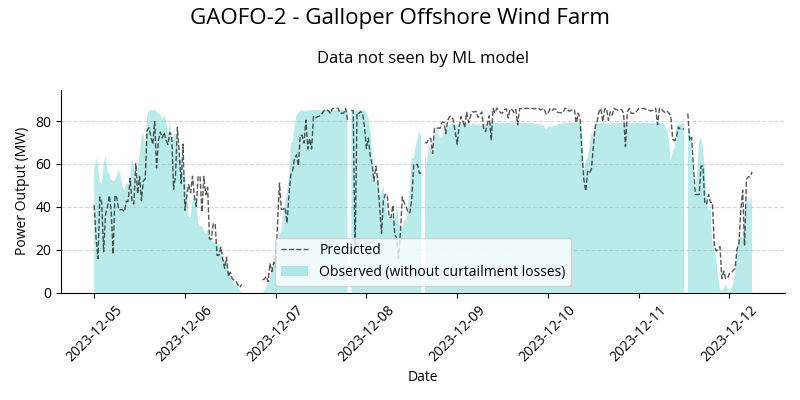 GAOFO-2 - Galloper Offshore Wind Farm
Data not seen by ML model
Power Output (MW)
80
60
40
20
0
Predicted
Observed (without curtailment losses)
2023-12-05
2023-12-06
2023-12-07
2023-12-08
2023-12-09
2023-12-10
2023-12-11
2023-12-12
Date